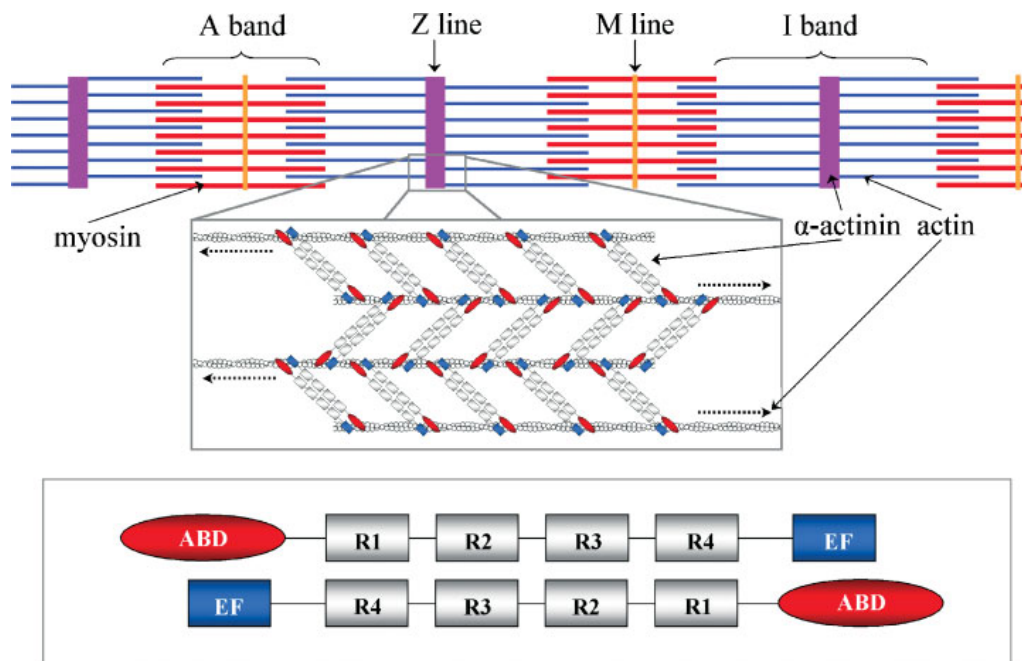 A band Z line M line I band
myosin α-actinin actin
ABD R1 R2 R3 R4 EF
EF R4 R3 R2 R1 ABD